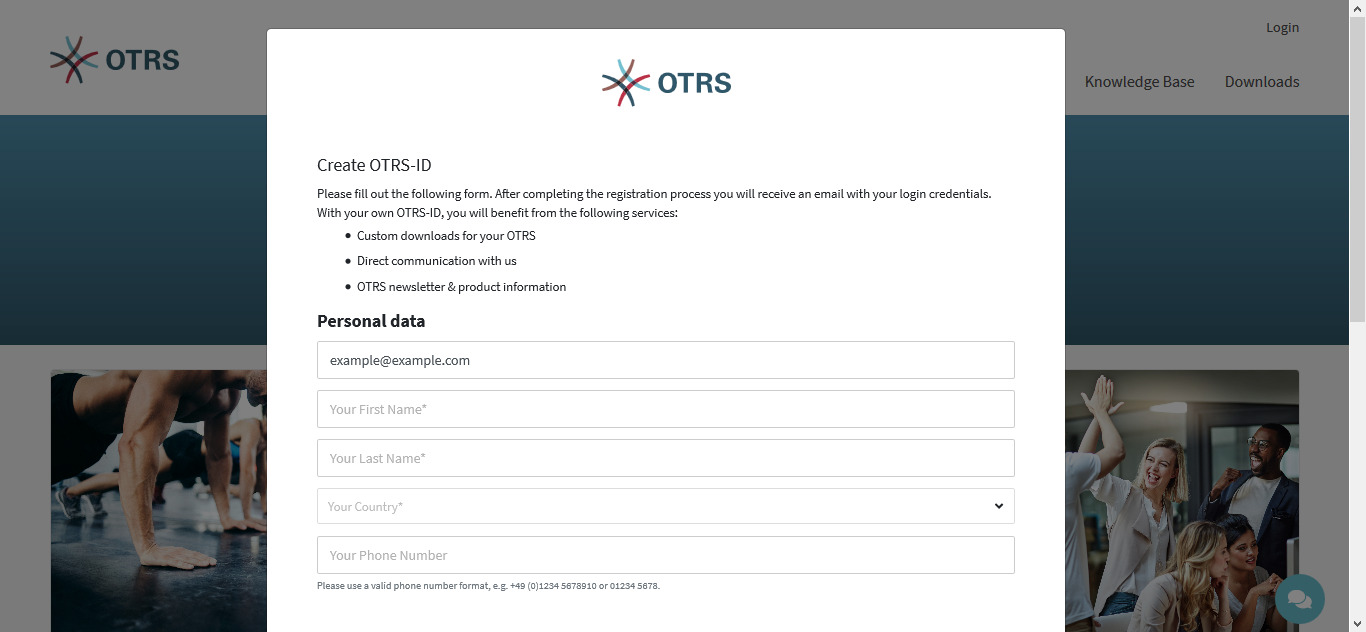 Login
OTRS
Knowledge Base
Downloads
OTRS
Create OTRS-ID
Please fill out the following form. After completing the registration process you will receive an email with your login credentials.
With your own OTRS-ID, you will benefit from the following services:
Custom downloads for your OTRS
Direct communication with us
OTRS newsletter & product information
Personal data
example@example.com
Your First Name*
Your Last Name*
Your Country*
Your Phone Number
Please use a valid phone number format, e.g. +49 (0)1234 5678910 or 01234 5678.